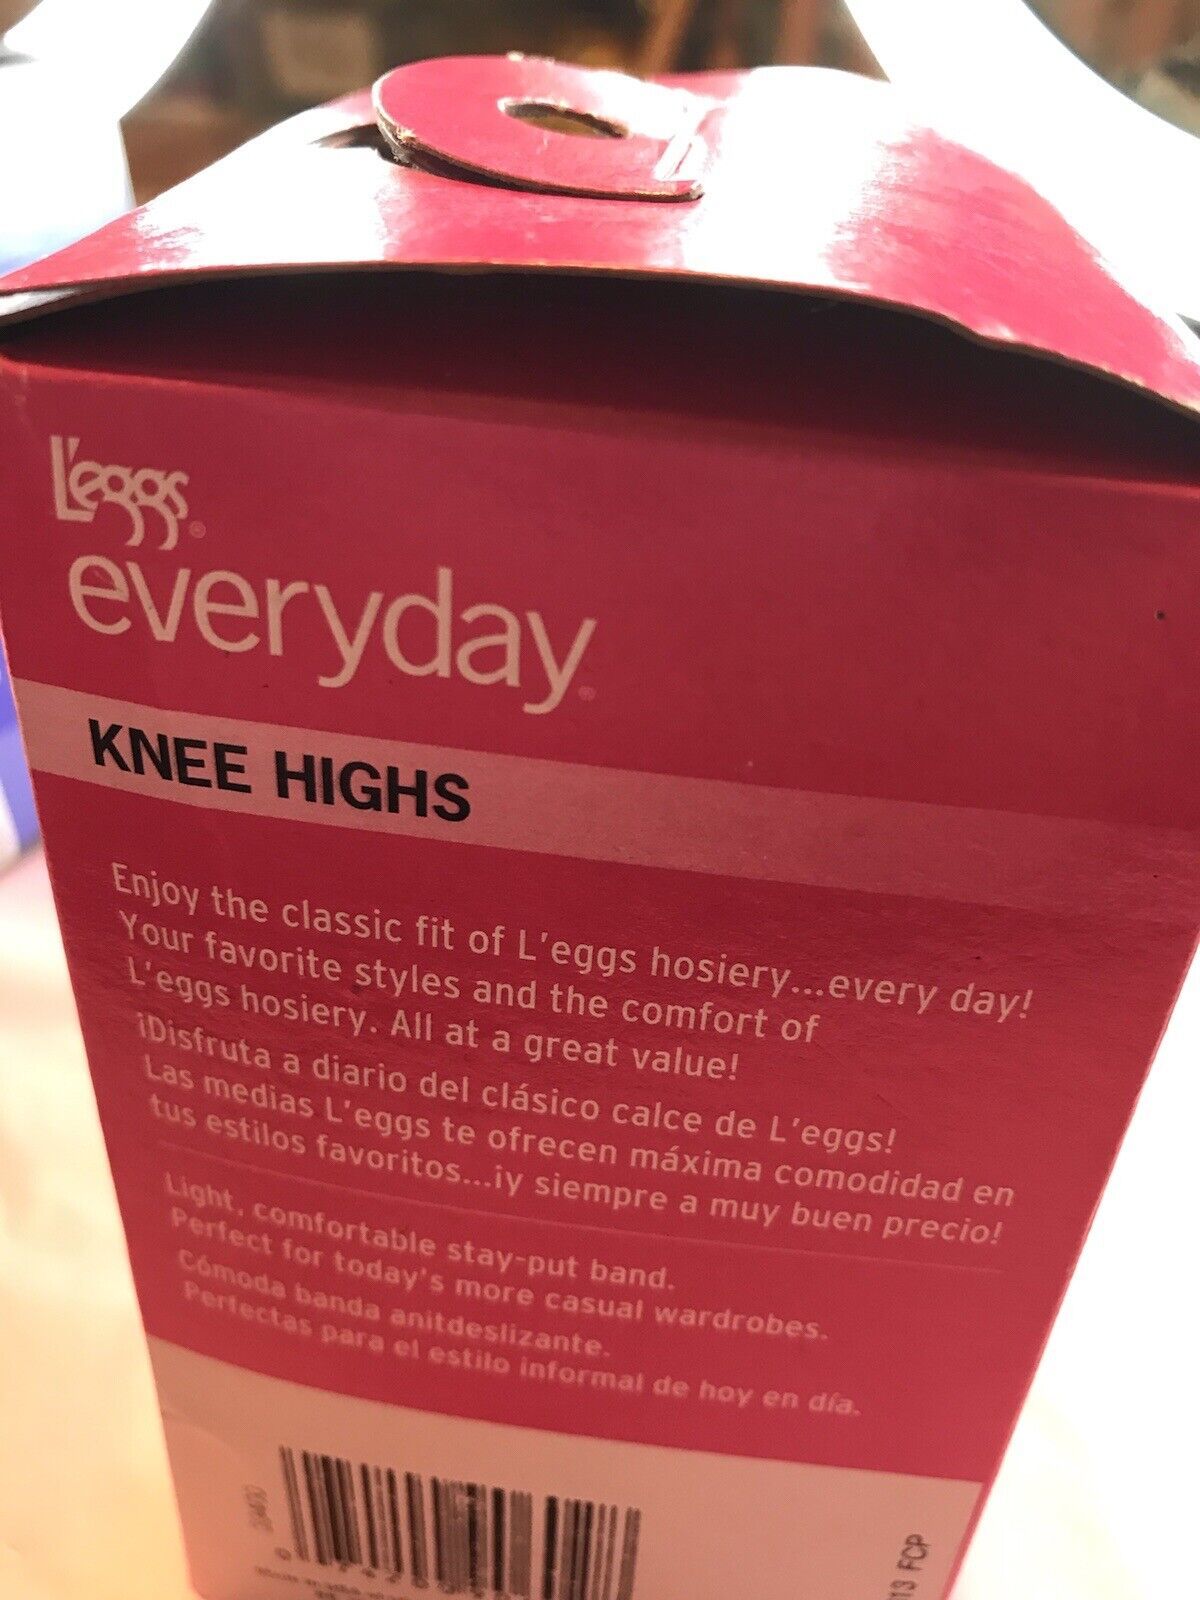 L'eggs®
everyday®
KNEE HIGHS
Enjoy the classic fit of L'eggs hosiery...every day!
Your favorite styles and the comfort of
L'eggs hosiery. All at a great value!
¡Disfruta a diario del clásico calce de L'eggs!
Las medias L'eggs te ofrecen máxima comodidad en
tus estilos favoritos...¡y siempre a muy buen precio!
Light, comfortable stay-put band.
Perfect for today's more casual wardrobes.
Cómoda banda anitdeslizante.
Perfectas para el estilo informal de hoy en día.
13 FCP